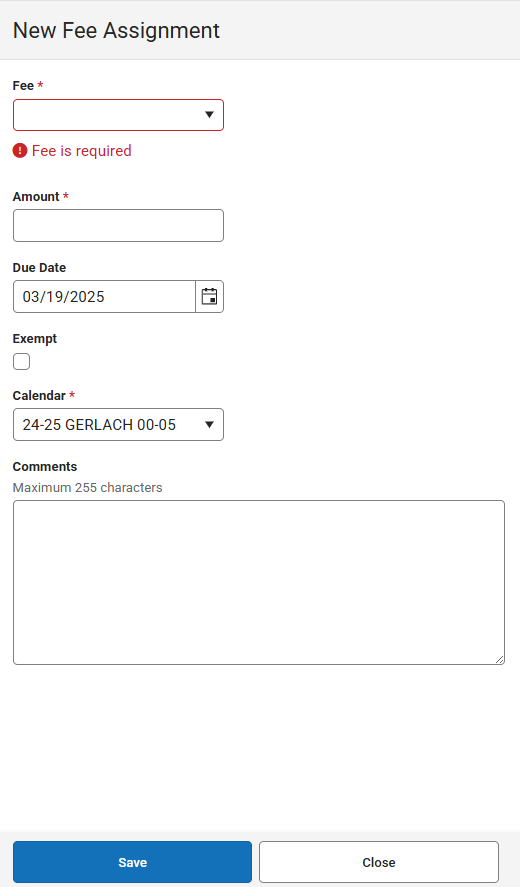 New Fee Assignment
Fee *
Fee is required
Amount *
Due Date
03/19/2025
Exempt
Calendar *
24-25 GERLACH 00-05
Comments
Maximum 255 characters
Save
Close